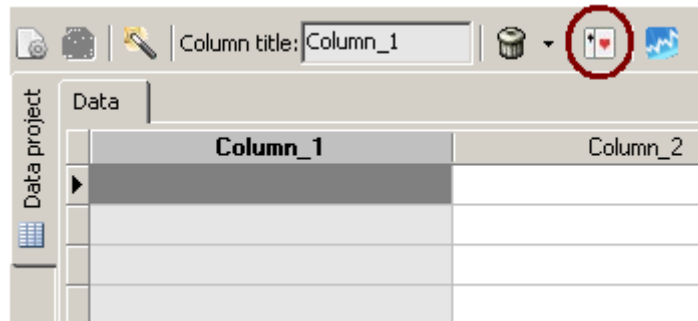 Column title: Column_1
Data project
Data
Column_1 Column_2